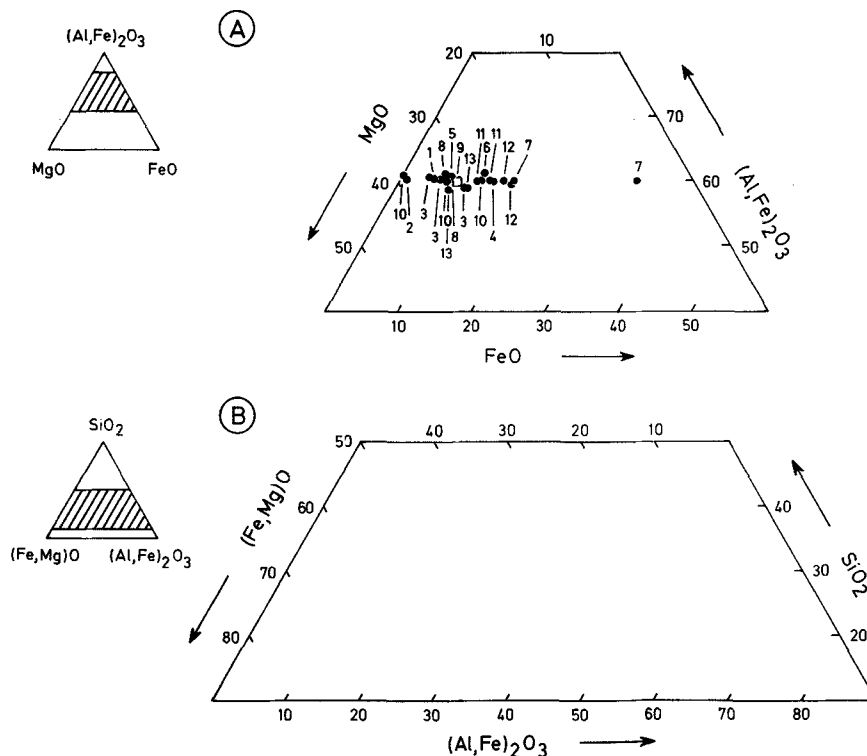 (Al,Fe)₂O₃
MgO FeO
A
20 10
MgO
30 70
40 60
50 50
(Al,Fe)₂O₃
1 8 5 9 13 11 6 11 12 7 7
10 2 3 3 10 13 8 3 10 4 12
10 20 30 40 50
FeO
SiO₂
(Fe,Mg)O (Al,Fe)₂O₃
B
50 40 30 20 10
(Fe,Mg)O
60 40
70 30
80 20
SiO₂
10 20 30 40 50 60 70 80
(Al,Fe)₂O₃